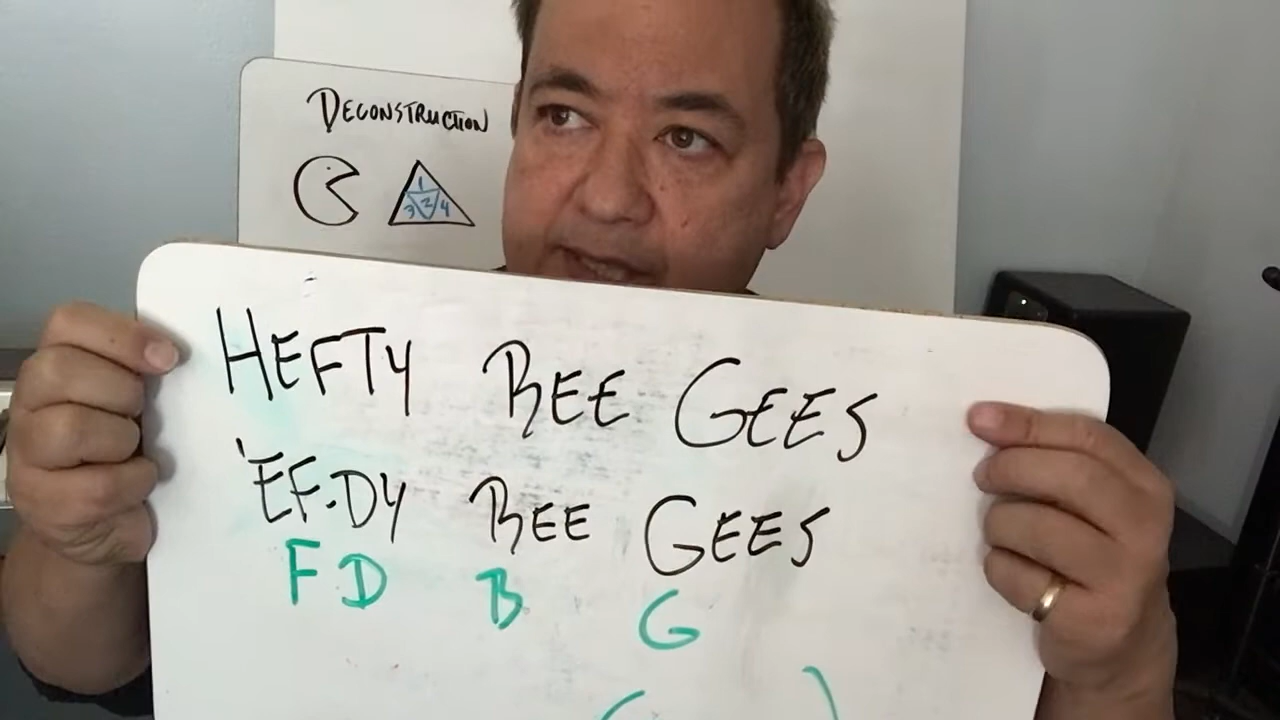 DECONSTRUCTION
1
3 2 4
HEFTY BEE GEES
'EF-DY BEE GEES
F D B G
( )